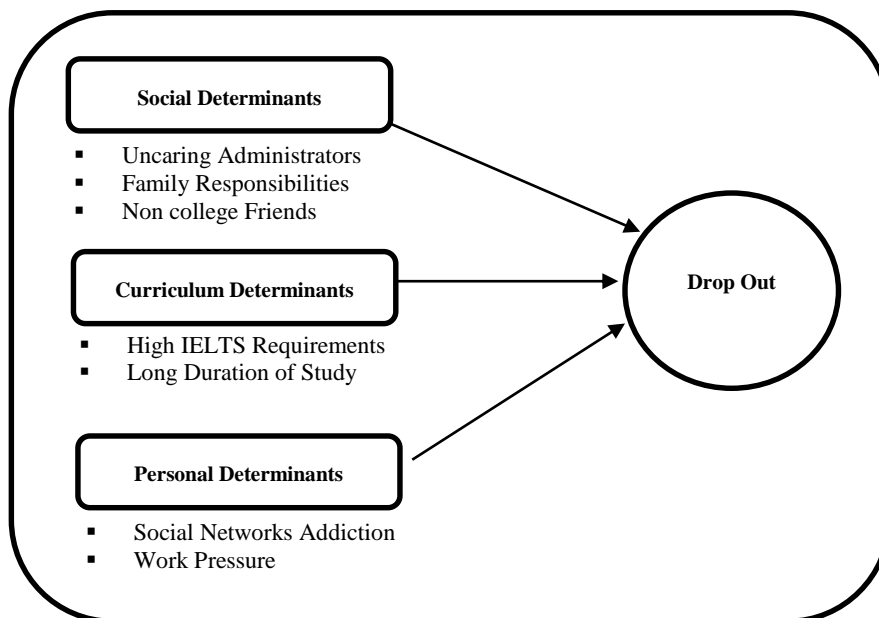 Social Determinants
▪ Uncaring Administrators
▪ Family Responsibilities
▪ Non college Friends
Curriculum Determinants
▪ High IELTS Requirements
▪ Long Duration of Study
Personal Determinants
▪ Social Networks Addiction
▪ Work Pressure
Drop Out